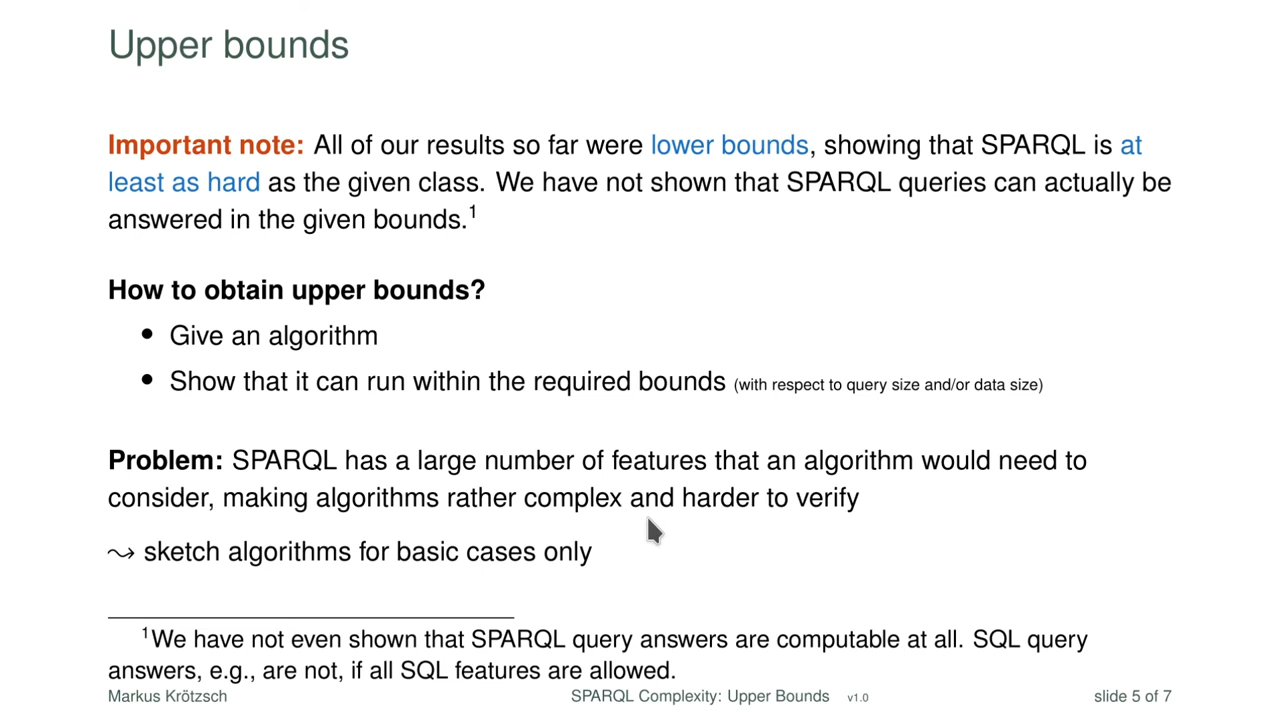 Upper bounds
Important note: All of our results so far were lower bounds, showing that SPARQL is at
least as hard as the given class. We have not shown that SPARQL queries can actually be
answered in the given bounds.¹
How to obtain upper bounds?
• Give an algorithm
• Show that it can run within the required bounds (with respect to query size and/or data size)
Problem: SPARQL has a large number of features that an algorithm would need to
consider, making algorithms rather complex and harder to verify
⇝ sketch algorithms for basic cases only
¹We have not even shown that SPARQL query answers are computable at all. SQL query
answers, e.g., are not, if all SQL features are allowed.
Markus Krötzsch SPARQL Complexity: Upper Bounds v1.0 slide 5 of 7